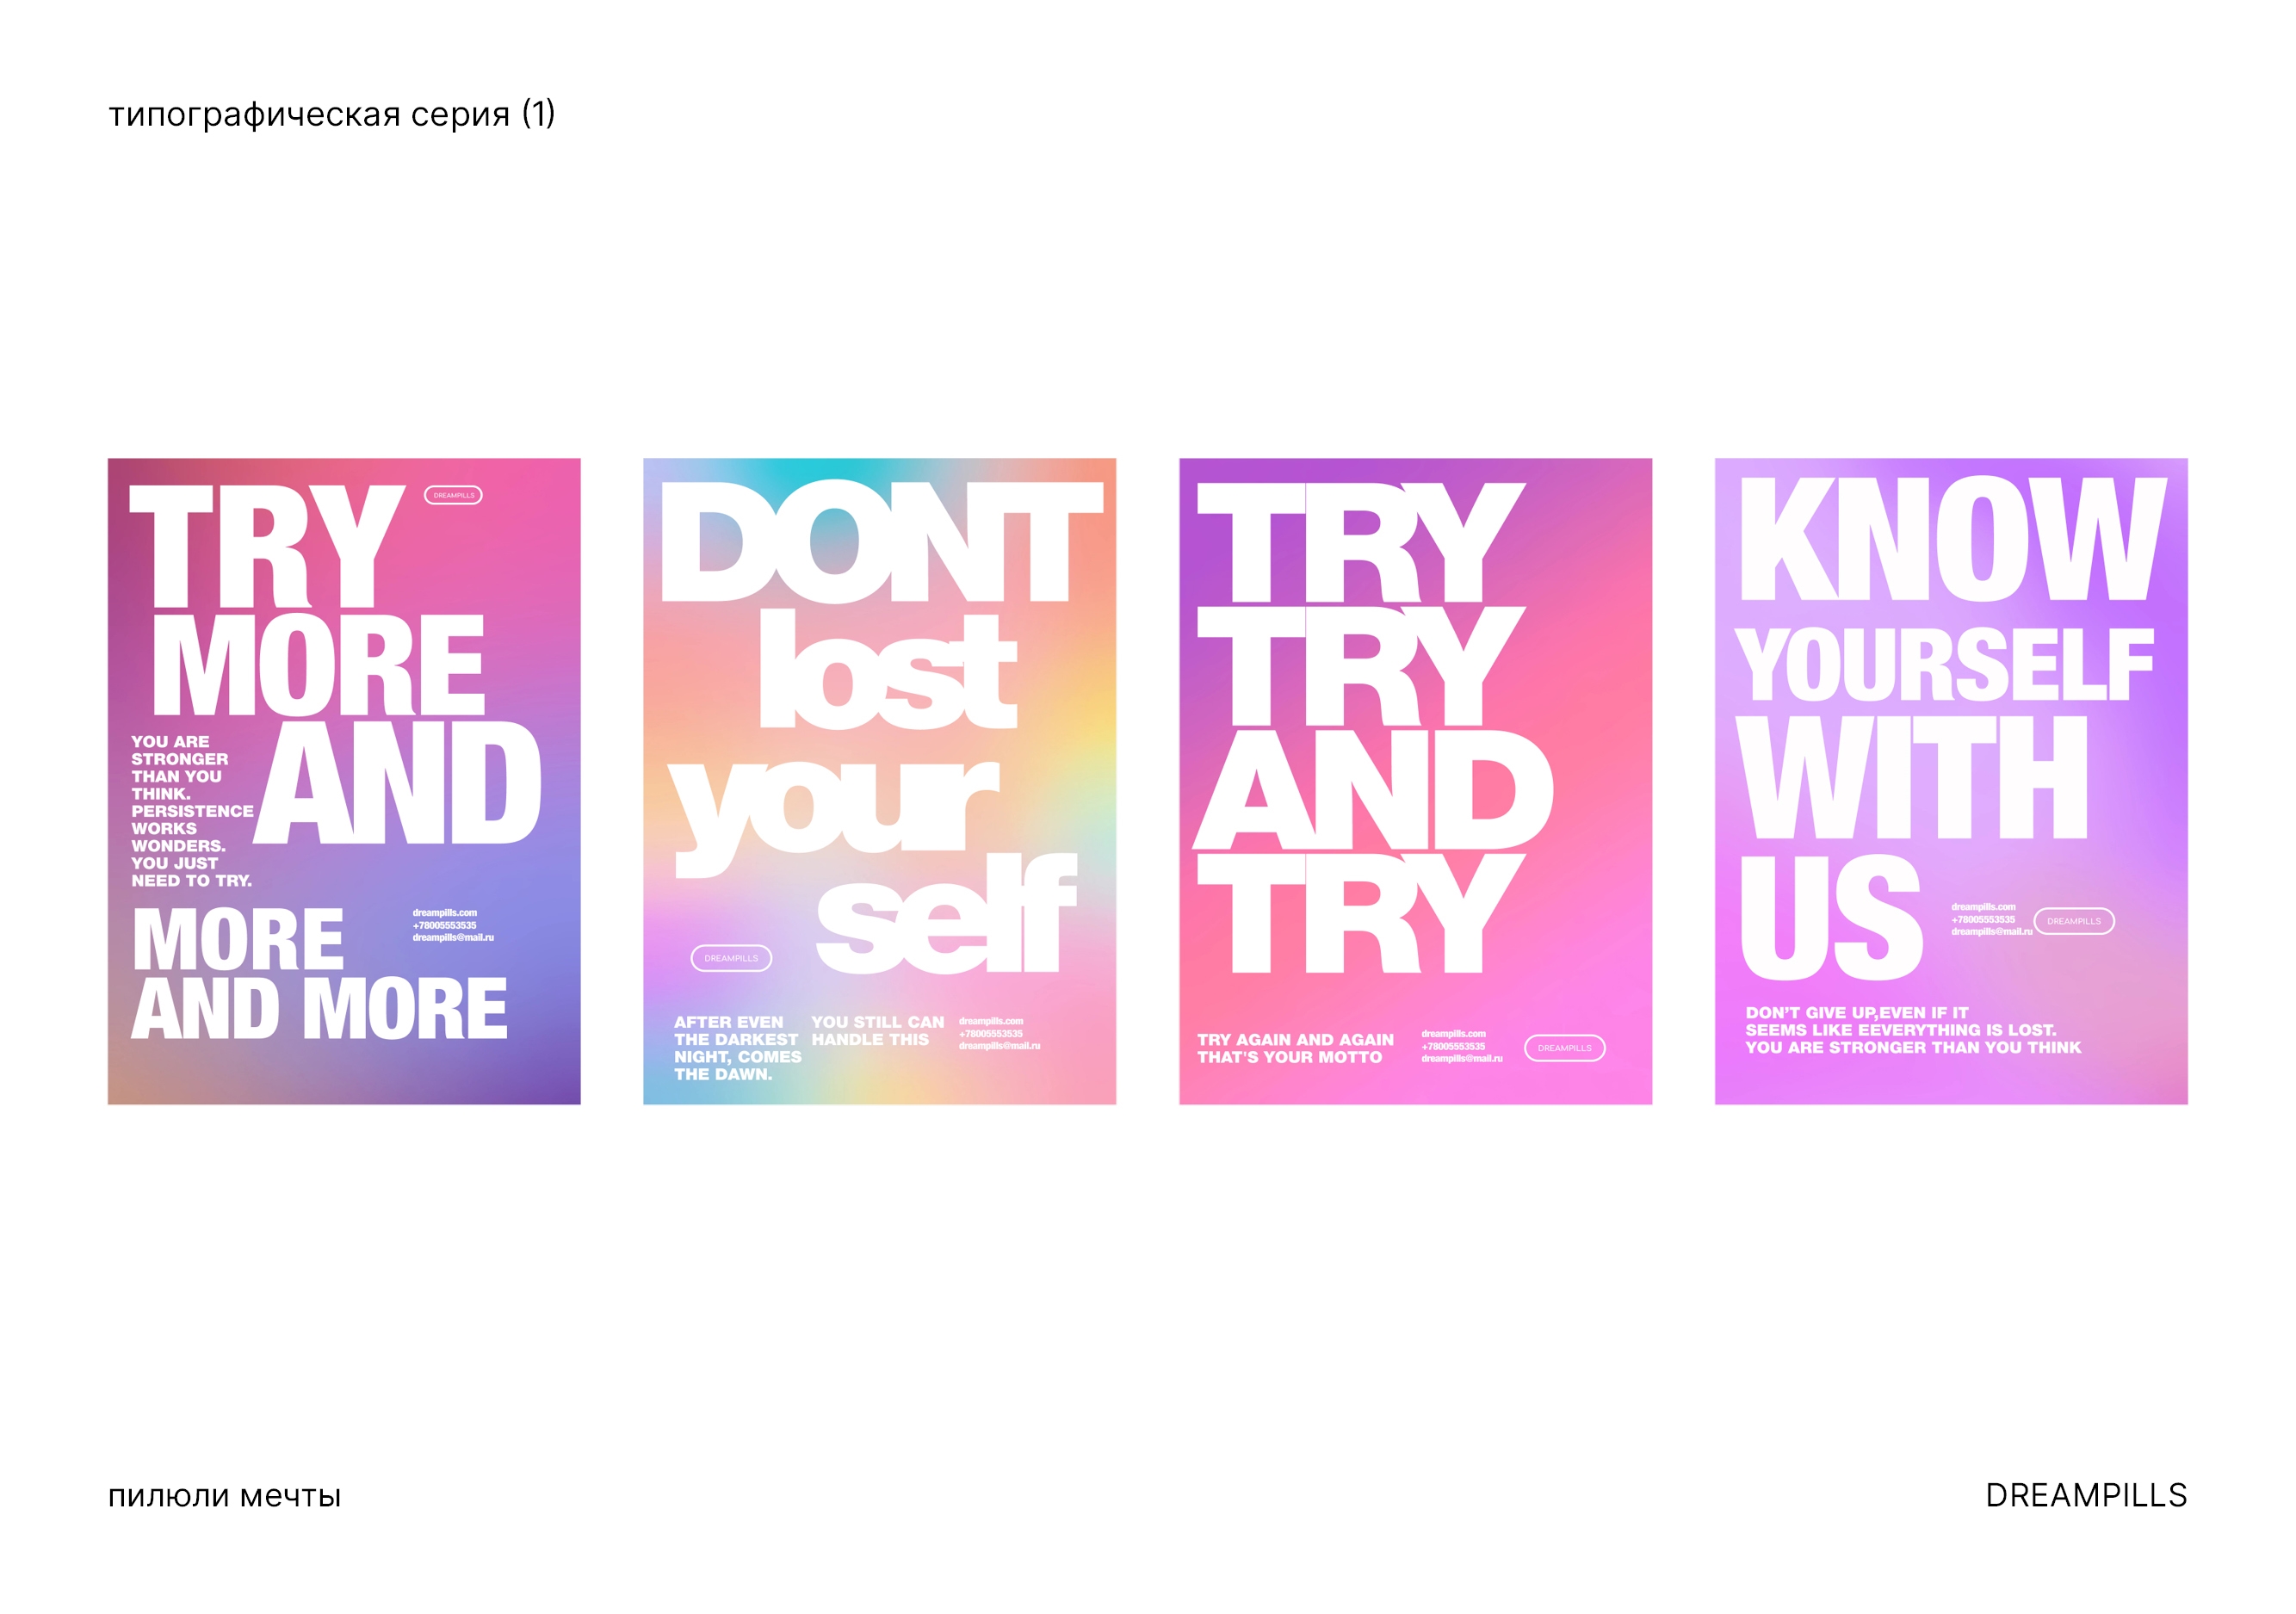 типографическая серия (1)
TRY
DREAMPILLS
MORE
AND
YOU ARE
STRONGER
THAN YOU
THINK.
PERSISTENCE
WORKS
WONDERS.
YOU JUST
NEED TO TRY.
MORE
AND MORE
dreampills.com
+78005553535
dreampills@mail.ru
DONT
lost
your
self
DREAMPILLS
AFTER EVEN
THE DARKEST
NIGHT, COMES
THE DAWN.
YOU STILL CAN
HANDLE THIS
dreampills.com
+78005553535
dreampills@mail.ru
TRY
TRY
AND
TRY
TRY AGAIN AND AGAIN
THAT'S YOUR MOTTO
dreampills.com
+78005553535
dreampills@mail.ru
DREAMPILLS
KNOW
YOURSELF
WITH
US
dreampills.com
+78005553535
dreampills@mail.ru
DREAMPILLS
DON'T GIVE UP,EVEN IF IT
SEEMS LIKE EEVERYTHING IS LOST.
YOU ARE STRONGER THAN YOU THINK
пилюли мечты
DREAMPILLS